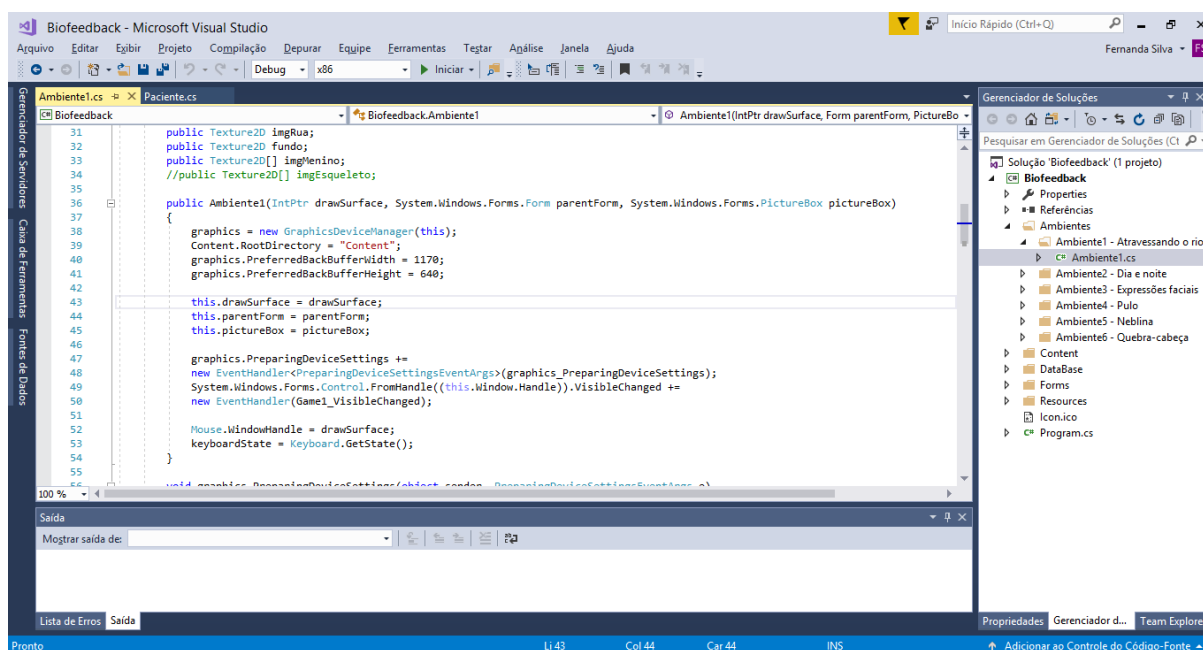 Biofeedback - Microsoft Visual Studio
Início Rápido (Ctrl+Q)
Arquivo Editar Exibir Projeto Compilação Depurar Equipe Ferramentas Testar Análise Janela Ajuda
Fernanda Silva
FS
Debug x86 Iniciar
Gerenciador de Servidores
Caixa de Ferramentas
Fontes de Dados
Ambiente1.cs Paciente.cs
C# Biofeedback Biofeedback.Ambiente1 Ambiente1(IntPtr drawSurface, Form parentForm, PictureBo
31 public Texture2D imgRua;
32 public Texture2D fundo;
33 public Texture2D[] imgMenino;
34 //public Texture2D[] imgEsqueleto;
35
36 public Ambiente1(IntPtr drawSurface, System.Windows.Forms.Form parentForm, System.Windows.Forms.PictureBox pictureBox)
37 {
38 graphics = new GraphicsDeviceManager(this);
39 Content.RootDirectory = "Content";
40 graphics.PreferredBackBufferWidth = 1170;
41 graphics.PreferredBackBufferHeight = 640;
42
43 this.drawSurface = drawSurface;
44 this.parentForm = parentForm;
45 this.pictureBox = pictureBox;
46
47 graphics.PreparingDeviceSettings +=
48 new EventHandler<PreparingDeviceSettingsEventArgs>(graphics_PreparingDeviceSettings);
49 System.Windows.Forms.Control.FromHandle((this.Window.Handle)).VisibleChanged +=
50 new EventHandler(Game1_VisibleChanged);
51
52 Mouse.WindowHandle = drawSurface;
53 keyboardState = Keyboard.GetState();
54 }
55
56 void graphics_PreparingDeviceSettings(object sender, PreparingDeviceSettingsEventArgs e)
100 %
Saída
Mostrar saída de:
Lista de Erros Saída
Gerenciador de Soluções
Pesquisar em Gerenciador de Soluções (Ct
Solução 'Biofeedback' (1 projeto)
C# Biofeedback
Properties
Referências
Ambientes
Ambiente1 - Atravessando o rio
C# Ambiente1.cs
Ambiente2 - Dia e noite
Ambiente3 - Expressões faciais
Ambiente4 - Pulo
Ambiente5 - Neblina
Ambiente6 - Quebra-cabeça
Content
DataBase
Forms
Resources
Icon.ico
C# Program.cs
Propriedades Gerenciador d... Team Explore
Pronto Li 43 Col 44 Car 44 INS Adicionar ao Controle do Código-Fonte